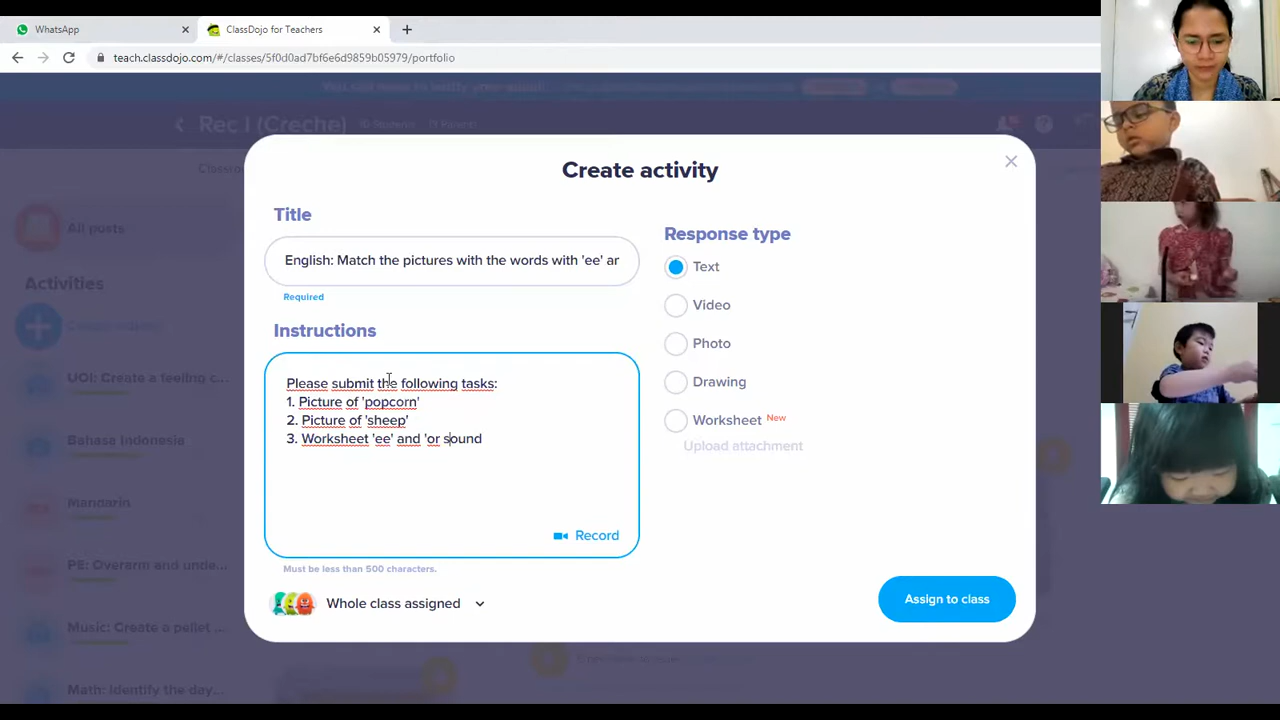 WhatsApp
ClassDojo for Teachers
teach.classdojo.com/#/classes/5f0d0ad7bf6e6d9859b05979/portfolio
Rec I (Creche)
All posts
Activities
UOI: Create a feeling c...
Bahasa Indonesia
Mandarin
PE: Overarm and unde...
Music: Create a pellet ...
Math: Identify the day...
Create activity
Title
English: Match the pictures with the words with 'ee' ar
Required
Instructions
Please submit the following tasks:
1. Picture of 'popcorn'
2. Picture of 'sheep'
3. Worksheet 'ee' and 'or sound
Record
Must be less than 500 characters.
Whole class assigned
Response type
Text
Video
Photo
Drawing
Worksheet New
Upload attachment
Assign to class